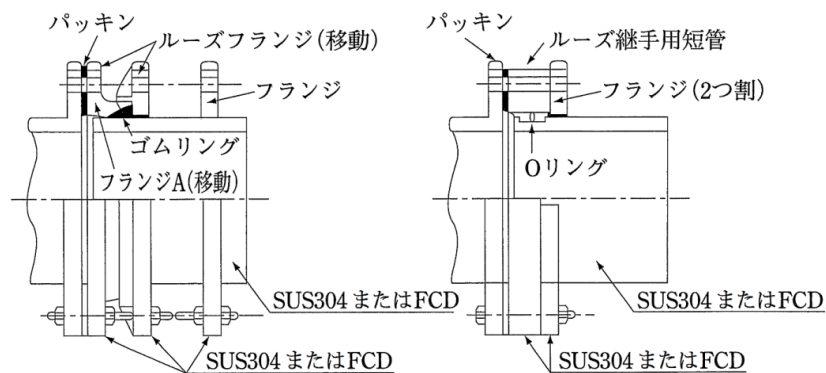 パッキン
ルーズフランジ(移動)
フランジ
ゴムリング
フランジA(移動)
SUS304またはFCD
SUS304またはFCD
パッキン
ルーズ継手用短管
フランジ(2つ割)
Oリング
SUS304またはFCD
SUS304またはFCD